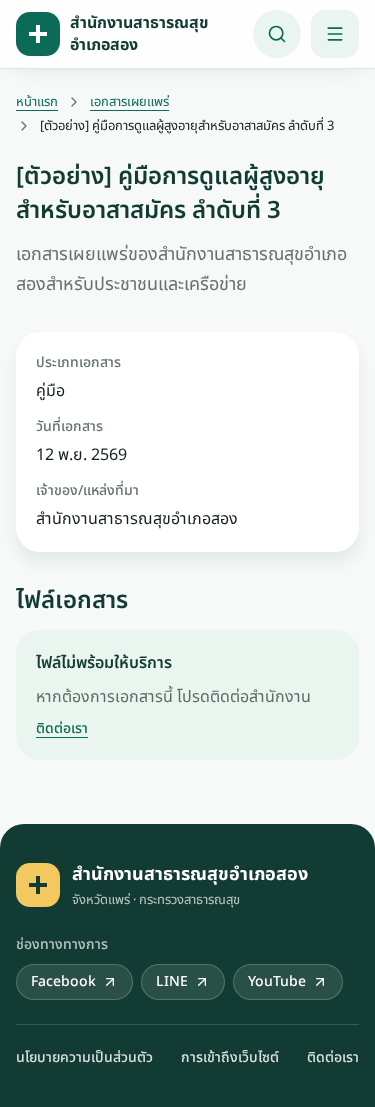 สำนักงานสาธารณสุข
อำเภอสอง
หน้าแรก > เอกสารเผยแพร่
> [ตัวอย่าง] คู่มือการดูแลผู้สูงอายุสำหรับอาสาสมัคร ลำดับที่ 3
[ตัวอย่าง] คู่มือการดูแลผู้สูงอายุ
สำหรับอาสาสมัคร ลำดับที่ 3
เอกสารเผยแพร่ของสำนักงานสาธารณสุขอำเภอ
สองสำหรับประชาชนและเครือข่าย
ประเภทเอกสาร
คู่มือ
วันที่เอกสาร
12 พ.ย. 2569
เจ้าของ/แหล่งที่มา
สำนักงานสาธารณสุขอำเภอสอง
ไฟล์เอกสาร
ไฟล์ไม่พร้อมให้บริการ
หากต้องการเอกสารนี้ โปรดติดต่อสำนักงาน
ติดต่อเรา
สำนักงานสาธารณสุขอำเภอสอง
จังหวัดแพร่ · กระทรวงสาธารณสุข
ช่องทางทางการ
Facebook LINE YouTube
นโยบายความเป็นส่วนตัว การเข้าถึงเว็บไซต์ ติดต่อเรา